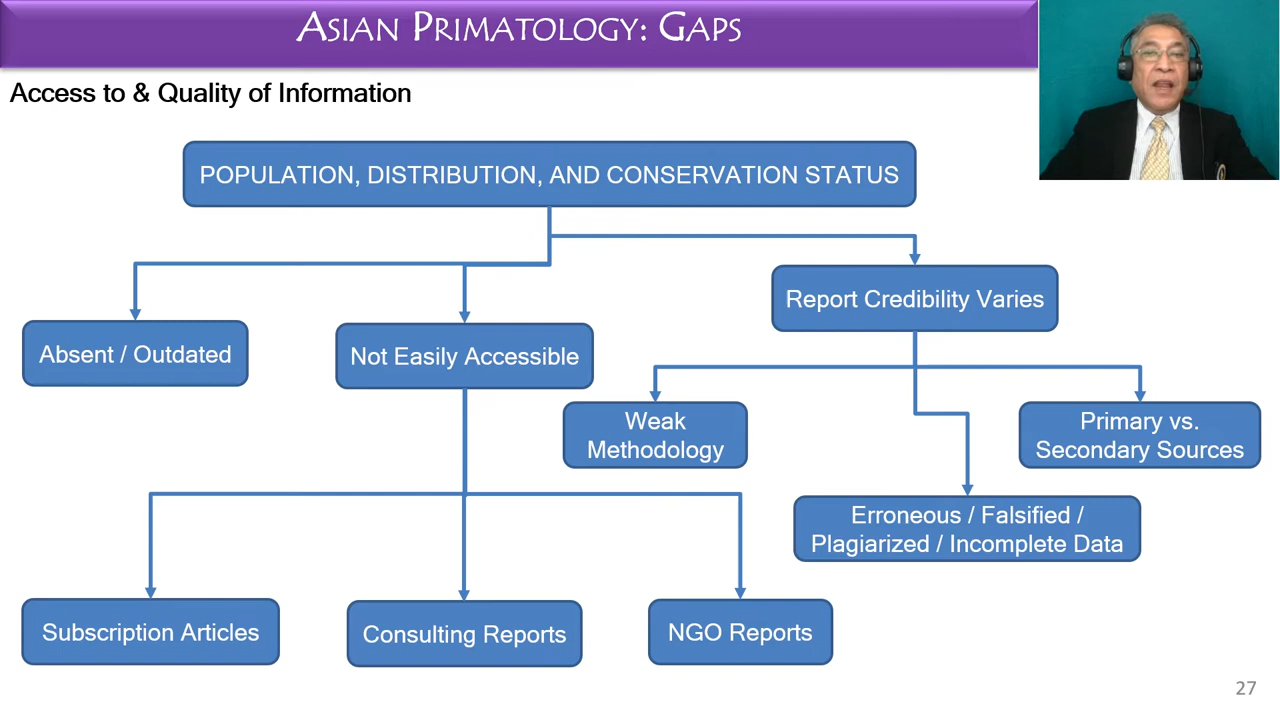 ASIAN PRIMATOLOGY: GAPS
Access to & Quality of Information
POPULATION, DISTRIBUTION, AND CONSERVATION STATUS
Report Credibility Varies
Absent / Outdated
Not Easily Accessible
Weak
Methodology
Primary vs.
Secondary Sources
Erroneous / Falsified /
Plagiarized / Incomplete Data
Subscription Articles
Consulting Reports
NGO Reports
27